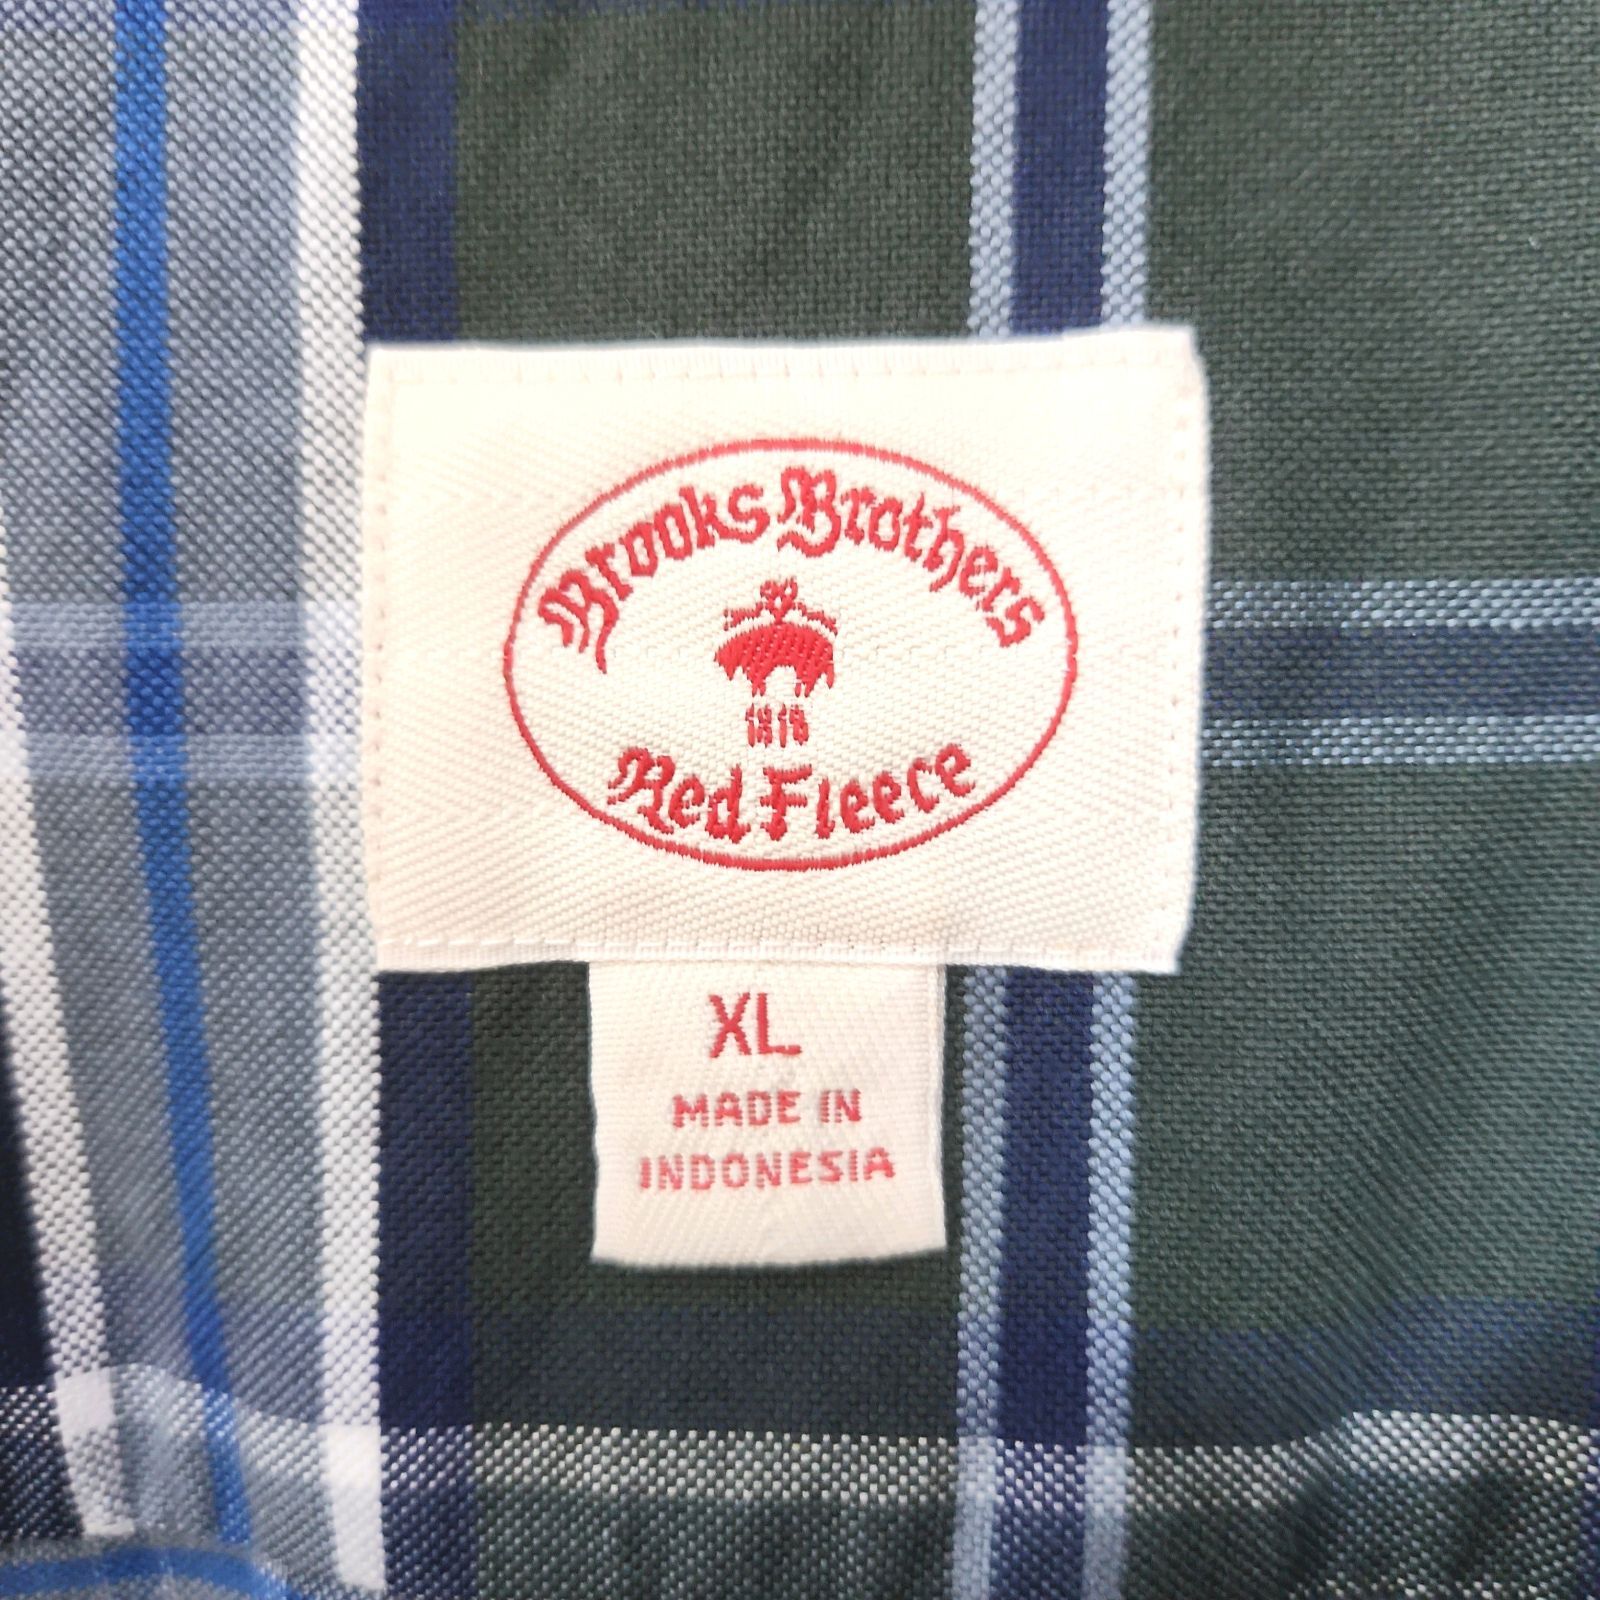 Brooks Brothers
1818
Red Fleece
XL
MADE IN
INDONESIA